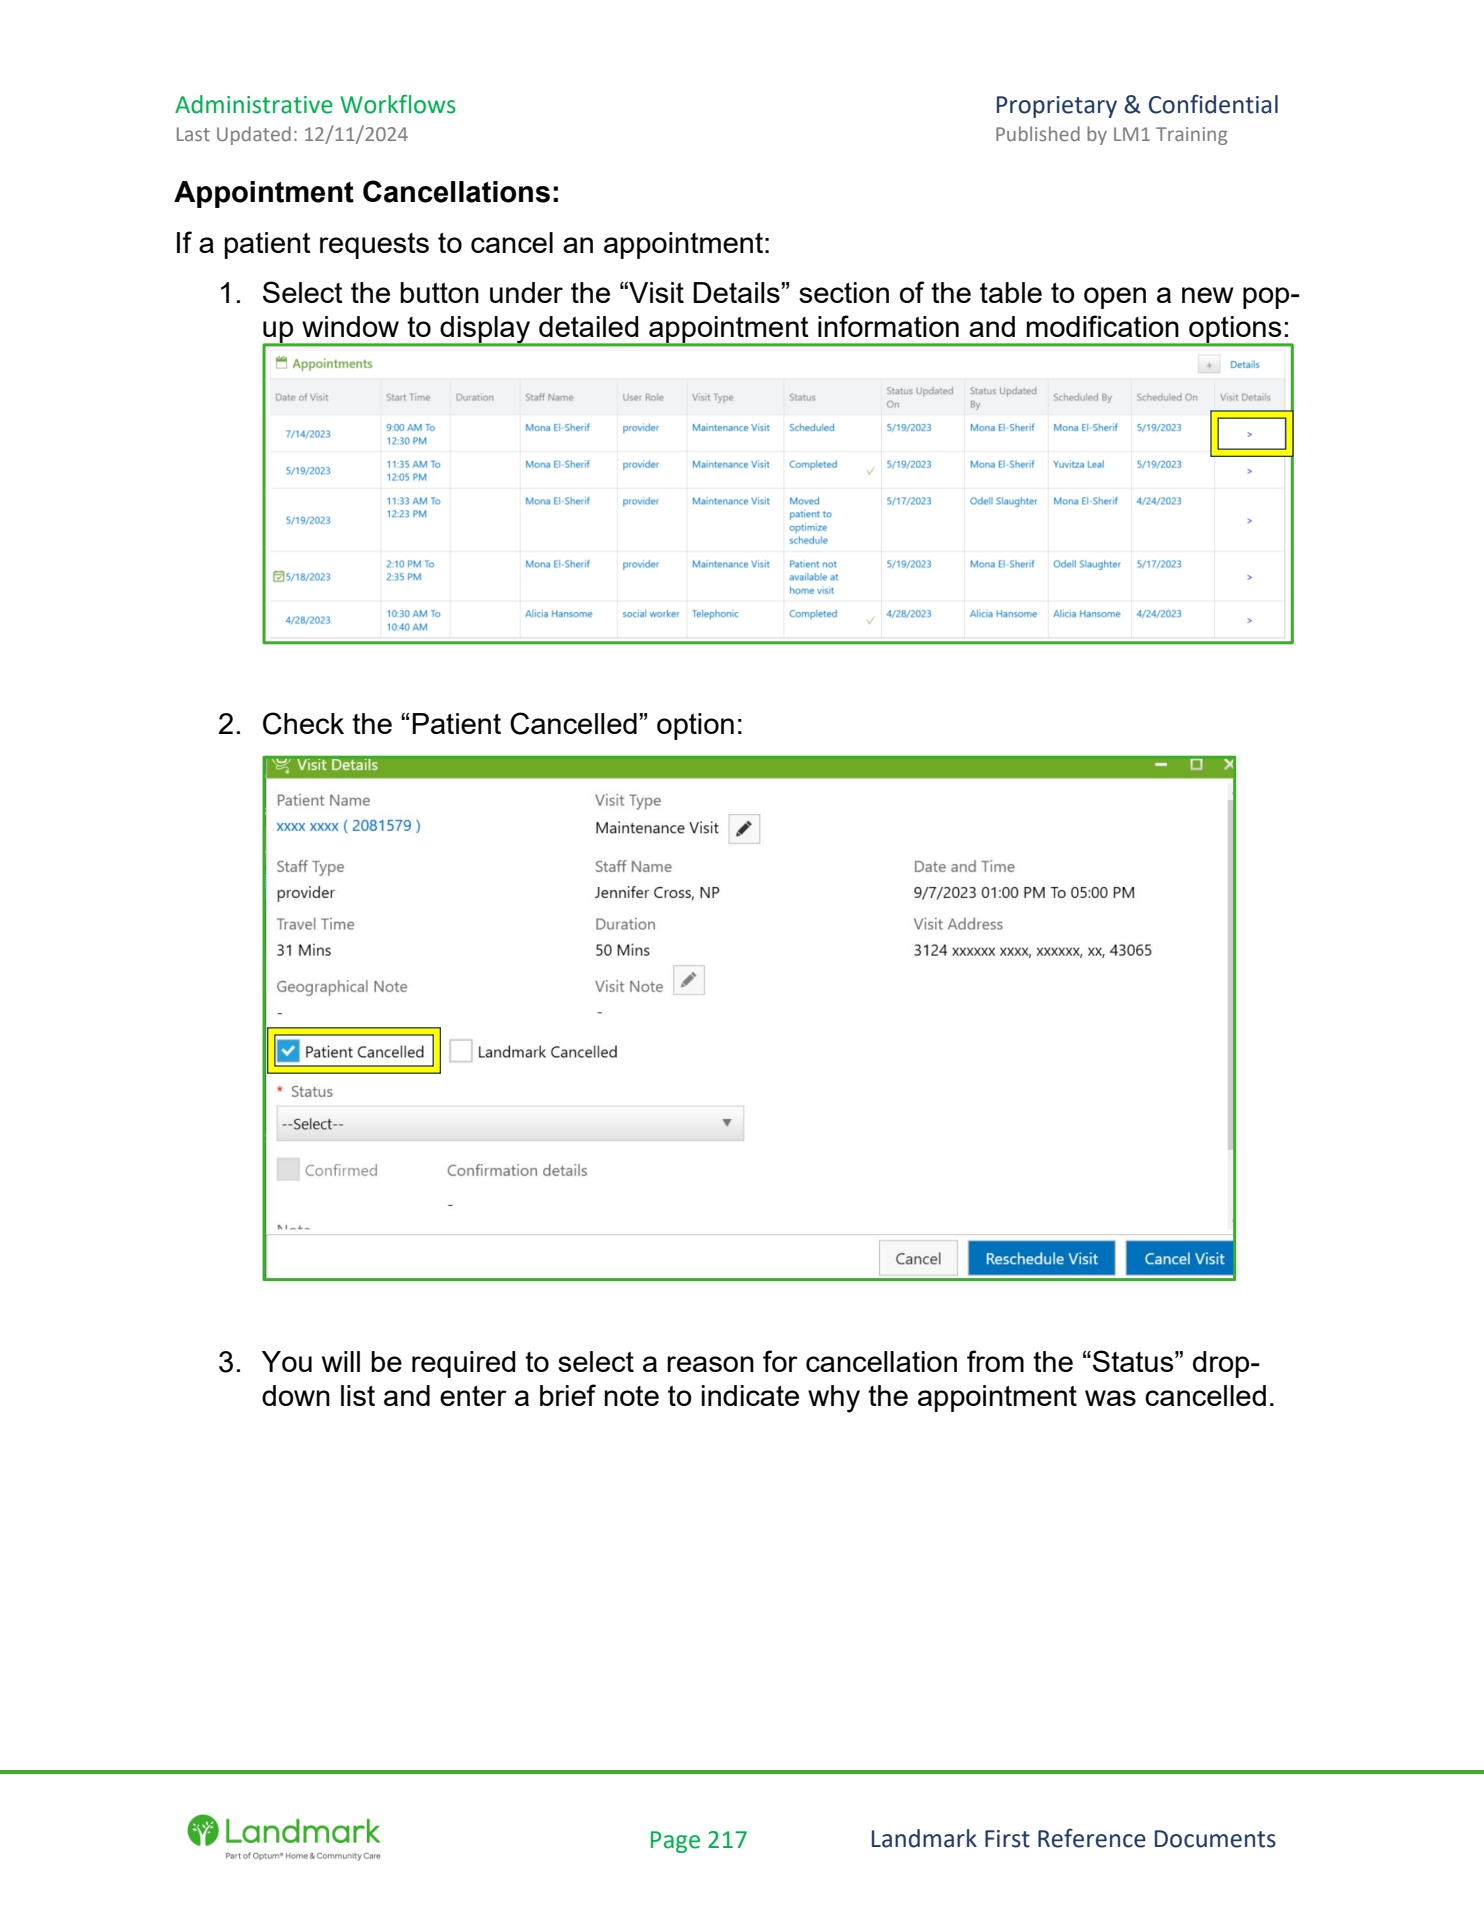 Administrative Workflows
Proprietary & Confidential
Last Updated: 12/11/2024
Published by LM1 Training
Appointment Cancellations:
If a patient requests to cancel an appointment:
1. Select the button under the “Visit Details” section of the table to open a new pop-
up window to display detailed appointment information and modification options:
Appointments
+ Details
Date of Visit Start Time Duration Staff Name User Role Visit Type Status Status Updated On Status Updated By Scheduled By Scheduled On Visit Details
7/14/2023 9:00 AM To 12:30 PM Mona El-Sherif provider Maintenance Visit Scheduled 5/19/2023 Mona El-Sherif Mona El-Sherif 5/19/2023 >
5/19/2023 11:35 AM To 12:05 PM Mona El-Sherif provider Maintenance Visit Completed 5/19/2023 Mona El-Sherif Yuvitza Leal 5/19/2023 >
5/19/2023 11:33 AM To 12:23 PM Mona El-Sherif provider Maintenance Visit Moved patient to optimize schedule 5/17/2023 Odell Slaughter Mona El-Sherif 4/24/2023 >
5/18/2023 2:10 PM To 2:35 PM Mona El-Sherif provider Maintenance Visit Patient not available at home visit 5/19/2023 Mona El-Sherif Odell Slaughter 5/17/2023 >
4/28/2023 10:30 AM To 10:40 AM Alicia Hansome social worker Telephonic Completed 4/28/2023 Alicia Hansome Alicia Hansome 4/24/2023 >
2. Check the “Patient Cancelled” option:
Visit Details
Patient Name Visit Type
xxxx xxxx ( 2081579 ) Maintenance Visit
Staff Type Staff Name Date and Time
provider Jennifer Cross, NP 9/7/2023 01:00 PM To 05:00 PM
Travel Time Duration Visit Address
31 Mins 50 Mins 3124 xxxxxx xxxx, xxxxxx, xx, 43065
Geographical Note Visit Note
- -
Patient Cancelled Landmark Cancelled
* Status
--Select--
Confirmed Confirmation details
-
Cancel Reschedule Visit Cancel Visit
3. You will be required to select a reason for cancellation from the “Status” drop-
down list and enter a brief note to indicate why the appointment was cancelled.
Landmark
Part of Optum® Home & Community Care
Page 217
Landmark First Reference Documents